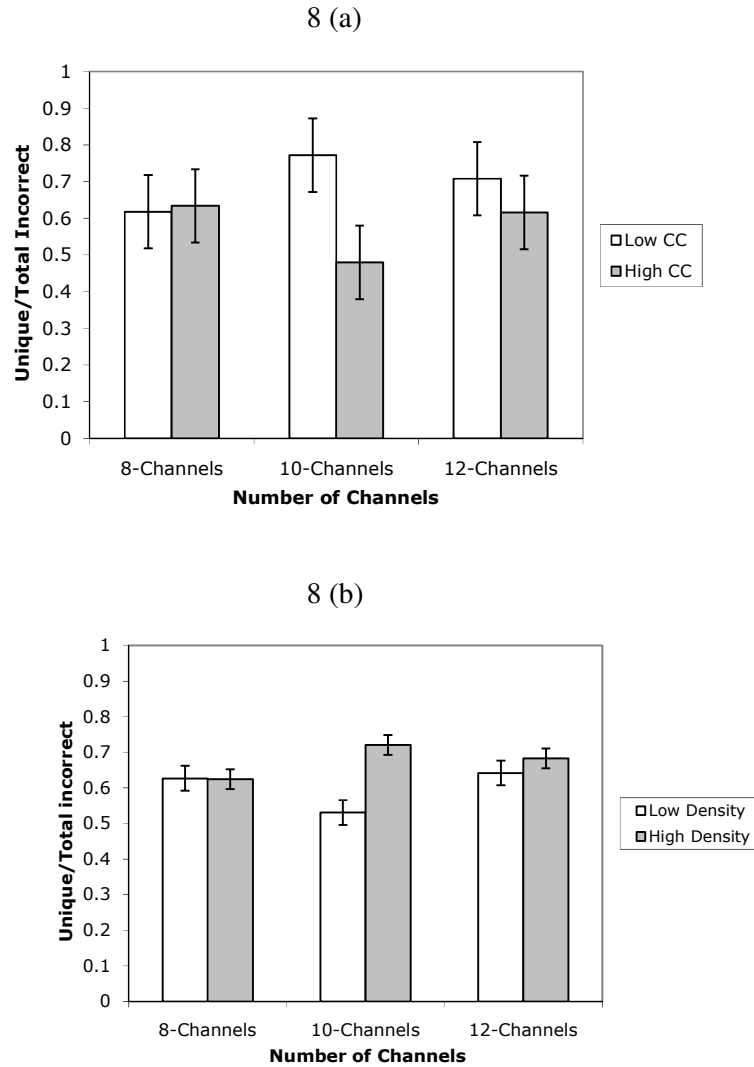 8 (a)
1
0.9
0.8
0.7
0.6
0.5
0.4
0.3
0.2
0.1
0
Unique/Total Incorrect
8-Channels 10-Channels 12-Channels
Number of Channels
Low CC
High CC
8 (b)
1
0.9
0.8
0.7
0.6
0.5
0.4
0.3
0.2
0.1
0
Unique/Total incorrect
8-Channels 10-Channels 12-Channels
Number of Channels
Low Density
High Density